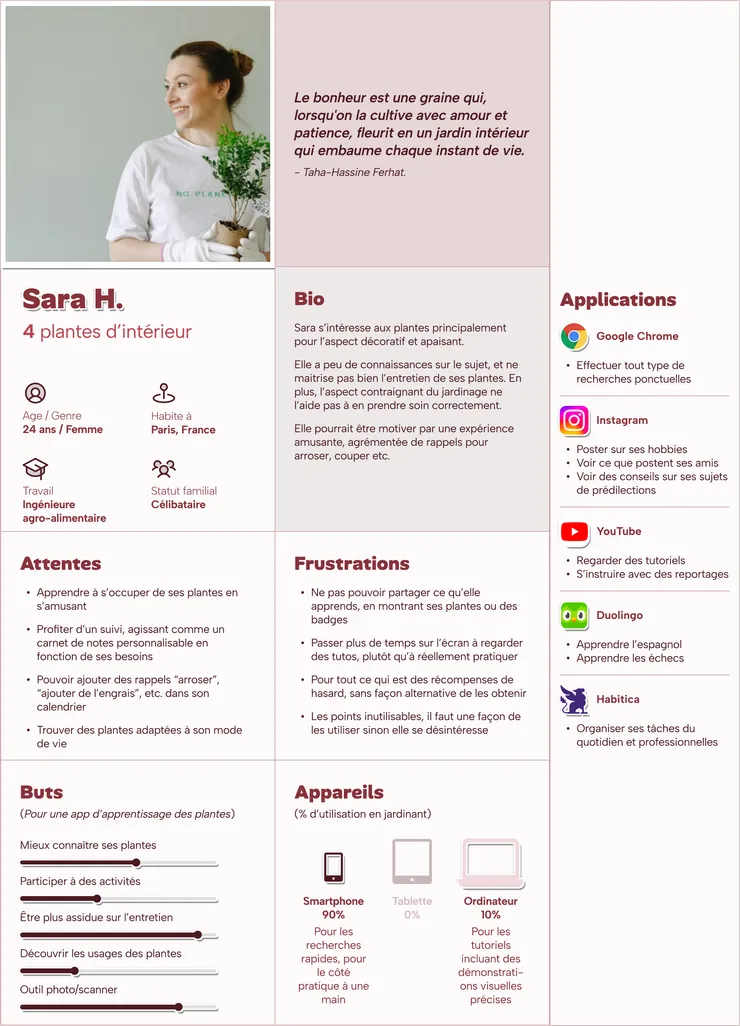 NO PLANE
Le bonheur est une graine qui,
lorsqu'on la cultive avec amour et
patience, fleurit en un jardin intérieur
qui embaume chaque instant de vie.
- Taha-Hassine Ferhat.
Sara H.
4 plantes d'intérieur
Age / Genre
24 ans / Femme
Habite à
Paris, France
Travail
Ingénieure
agro-alimentaire
Statut familial
Célibataire
Bio
Sara s'intéresse aux plantes principalement
pour l'aspect décoratif et apaisant.
Elle a peu de connaissances sur le sujet, et ne
maitrise pas bien l'entretien de ses plantes. En
plus, l'aspect contraignant du jardinage ne
l'aide pas à en prendre soin correctement.
Elle pourrait être motiver par une expérience
amusante, agrémentée de rappels pour
arroser, couper etc.
Attentes
• Apprendre à s'occuper de ses plantes en
s'amusant
• Profiter d'un suivi, agissant comme un
carnet de notes personnalisable en
fonction de ses besoins
• Pouvoir ajouter des rappels “arroser”,
“ajouter de l'engrais”, etc. dans son
calendrier
• Trouver des plantes adaptées à son mode
de vie
Frustrations
• Ne pas pouvoir partager ce qu'elle
apprends, en montrant ses plantes ou des
badges
• Passer plus de temps sur l'écran à regarder
des tutos, plutôt qu'à réellement pratiquer
• Pour tout ce qui est des récompenses de
hasard, sans façon alternative de les obtenir
• Les points inutilisables, il faut une façon de
les utiliser sinon elle se désintéresse
Buts
(Pour une app d'apprentissage des plantes)
Mieux connaître ses plantes
Participer à des activités
Être plus assidue sur l'entretien
Découvrir les usages des plantes
Outil photo/scanner
Appareils
(% d'utilisation en jardinant)
Smartphone
90%
Pour les
recherches
rapides, pour
le côté
pratique à une
main
Tablette
0%
Ordinateur
10%
Pour les
tutoriels
incluant des
démonstrati-
ons visuelles
précises
Applications
Google Chrome
• Effectuer tout type de
recherches ponctuelles
Instagram
• Poster sur ses hobbies
• Voir ce que postent ses amis
• Voir des conseils sur ses sujets
de prédilections
YouTube
• Regarder des tutoriels
• S'instruire avec des reportages
Duolingo
• Apprendre l'espagnol
• Apprendre les échecs
Habitica
• Organiser ses tâches du
quotidien et professionnelles